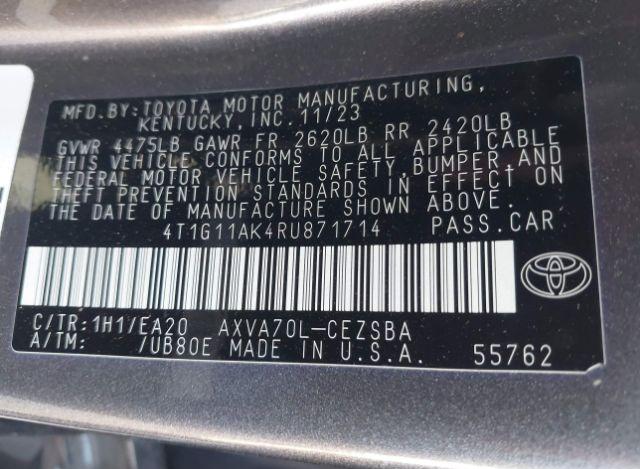 MFD.BY:TOYOTA MOTOR MANUFACTURING,
KENTUCKY, INC.11/23
GVWR 4475LB GAWR FR 2620LB RR 2420LB
THIS VEHICLE CONFORMS TO ALL APPLICABLE
FEDERAL MOTOR VEHICLE SAFETY,BUMPER,AND
THEFT PREVENTION STANDARDS IN EFFECT ON
THE DATE OF MANUFACTURE SHOWN ABOVE.
4T1G11AK4RU871714 PASS.CAR
C/TR:1H1/EA20 AXVA70L-CEZSBA
A/TM: /UB80E MADE IN U.S.A. 55762